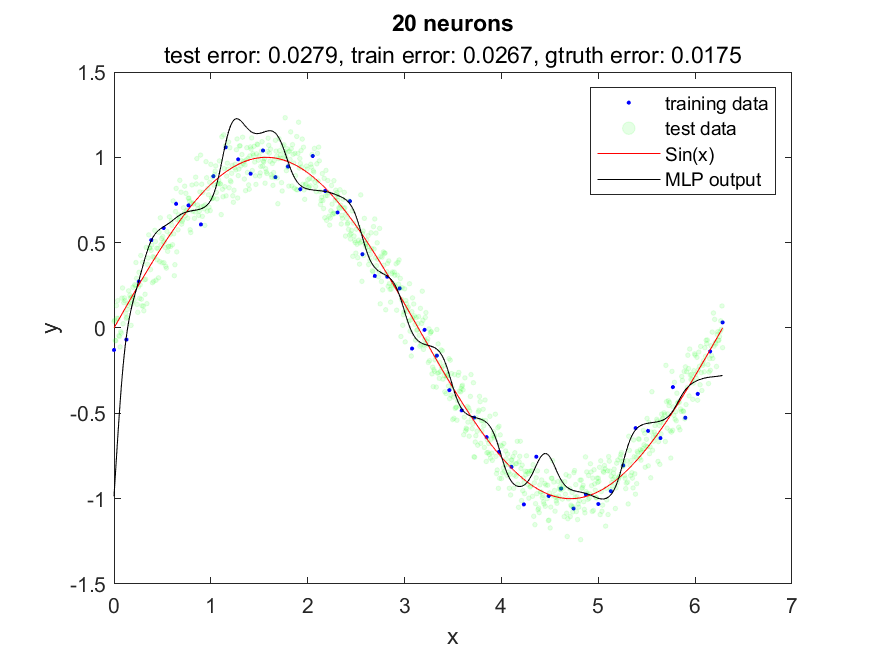 20 neurons
test error: 0.0279, train error: 0.0267, gtruth error: 0.0175
1.5
1
0.5
0
-0.5
-1
-1.5
y
training data
test data
Sin(x)
MLP output
0 1 2 3 4 5 6 7
x